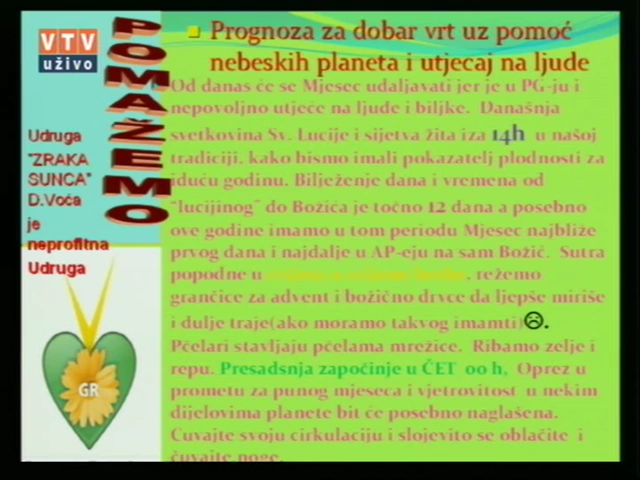 VTV
uživo
POMAŽEMO
Udruga
"ZRAKA
SUNCA"
D.Voća
je
neprofitna
Udruga
GR
Prognoza za dobar vrt uz pomoć
nebeskih planeta i utjecaj na ljude
Od danas će se Mjesec udaljavati jer je u PG-ju i
nepovoljno utječe na ljude i biljke. Današnja
svetkovina Sv. Lucije i sijetva žita iza 14h u našoj
tradiciji, kako bismo imali pokazatelj plodnosti za
iduću godinu. Bilježenje dana i vremena od
"lucijinog" do Božića je točno 12 dana a posebno
ove godine imamo u tom periodu Mjesec najbliže
prvog dana i najdalje u AP-eju na sam Božić. Sutra
popodne u , režemo
grančice za advent i božićno drvce da ljepše miriše
i dulje traje(ako moramo takvog imamti)☹.
Pčelari stavljaju pčelama mrežice. Ribamo zelje i
repu. Presadsnja započinje u ČET 00 h. Oprez u
prometu za punog mjeseca i vjetrovitost u nekim
dijelovima planete bit će posebno naglašena.
Čuvajte svoju cirkulaciju i slojevito se oblačite i
čuvajte noge.